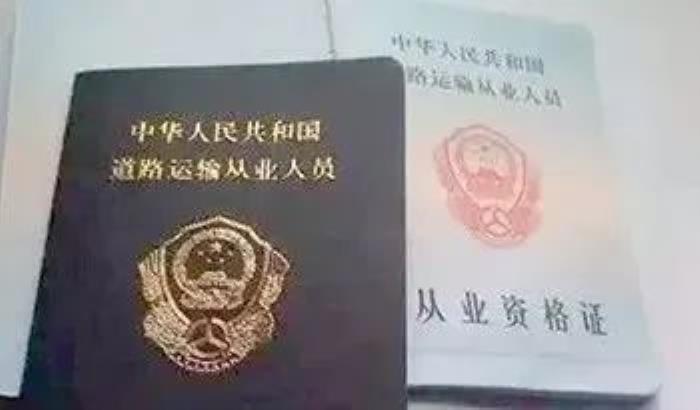 中华人民共和国
道路运输从业人员
中华人民共和国
路运输从业人员
从业资格证